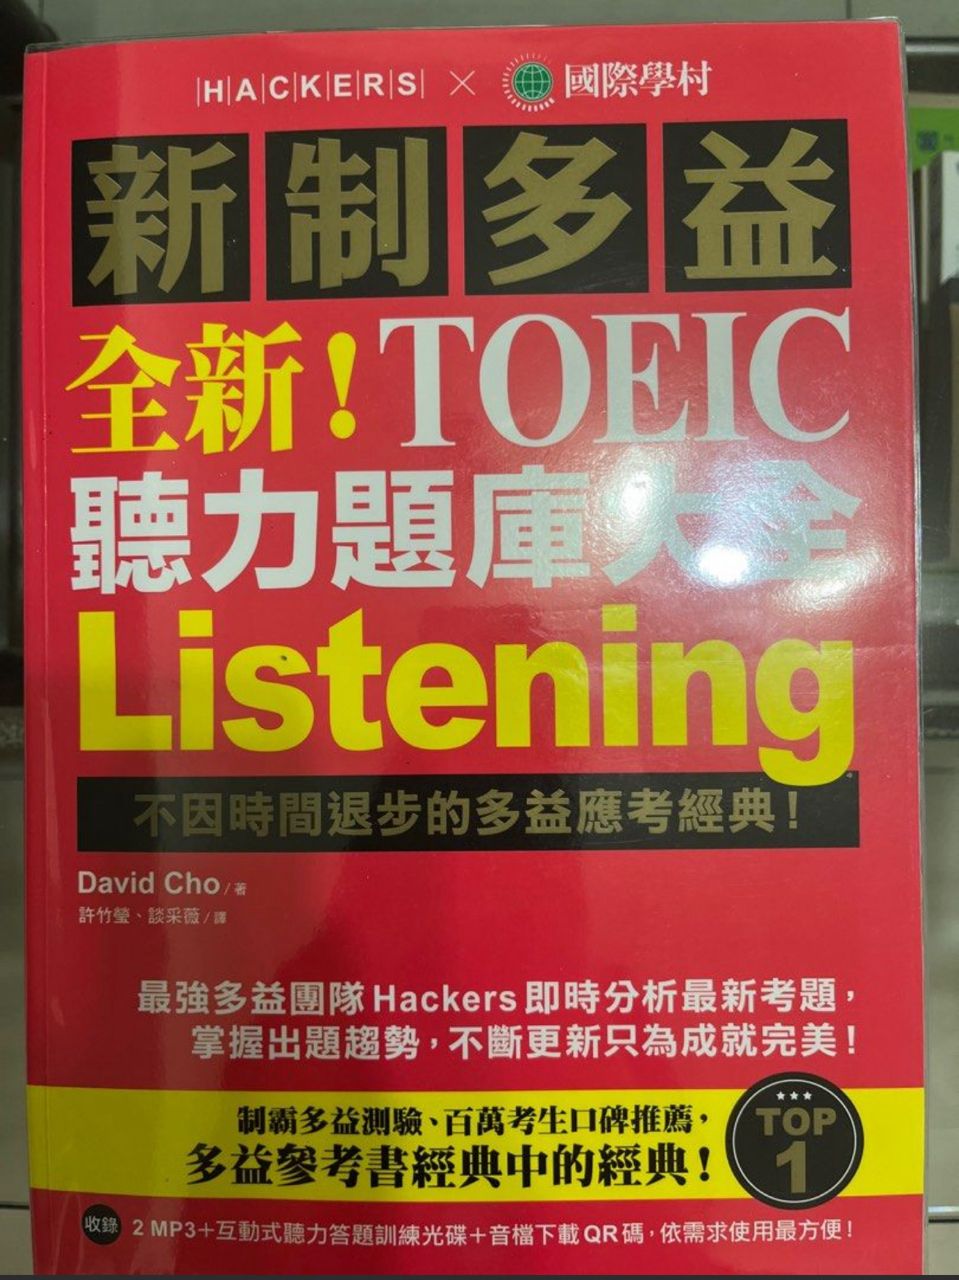 HACKERS × 國際學村
新制多益
全新!TOEIC
聽力題庫大全
Listening
不因時間退步的多益應考經典!
David Cho/著
許竹瑩、談采薇/譯
最強多益團隊Hackers即時分析最新考題,
掌握出題趨勢,不斷更新只為成就完美!
制霸多益測驗、百萬考生口碑推薦,
多益參考書經典中的經典!
TOP
1
收錄 2 MP3+互動式聽力答題訓練光碟+音檔下載QR碼,依需求使用最方便!